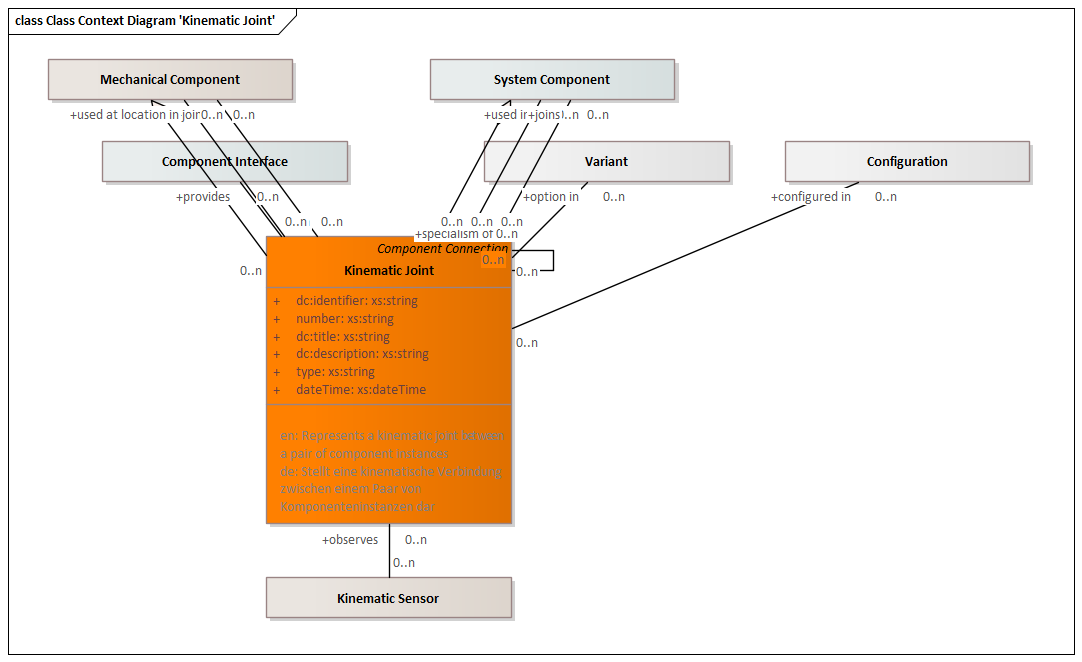 class Class Context Diagram 'Kinematic Joint'
Mechanical Component
System Component
+used at location in join
0..n
0..n
+used in
+joins
0..n
0..n
Component Interface
Variant
Configuration
+provides
0..n
+option in
0..n
+configured in
0..n
0..n
0..n
0..n
0..n
0..n
+specialism of
0..n
Component Connection
0..n
0..n
Kinematic Joint
0..n
+ dc:identifier: xs:string
+ number: xs:string
+ dc:title: xs:string
0..n
+ dc:description: xs:string
+ type: xs:string
+ dateTime: xs:dateTime
en: Represents a kinematic joint between
a pair of component instances
de: Stellt eine kinematische Verbindung
zwischen einem Paar von
Komponenteninstanzen dar
+observes
0..n
0..n
Kinematic Sensor